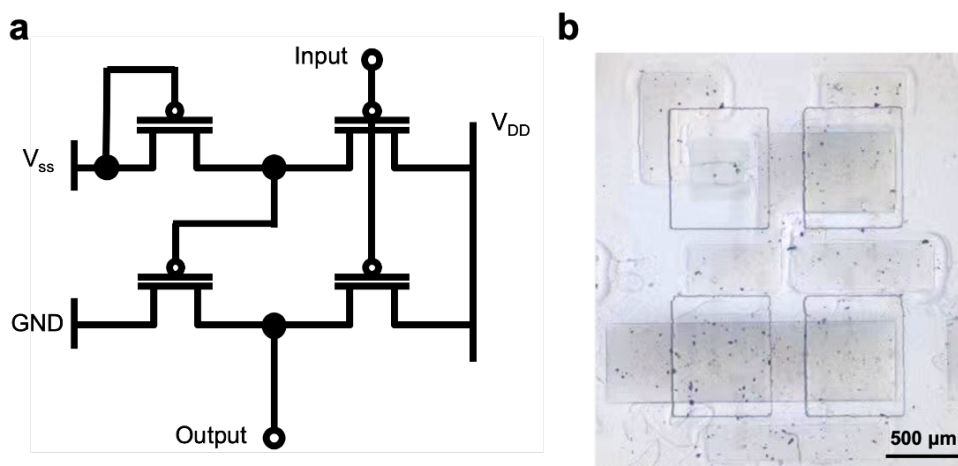 a
b
Input
V_DD
V_ss
GND
Output
500 μm